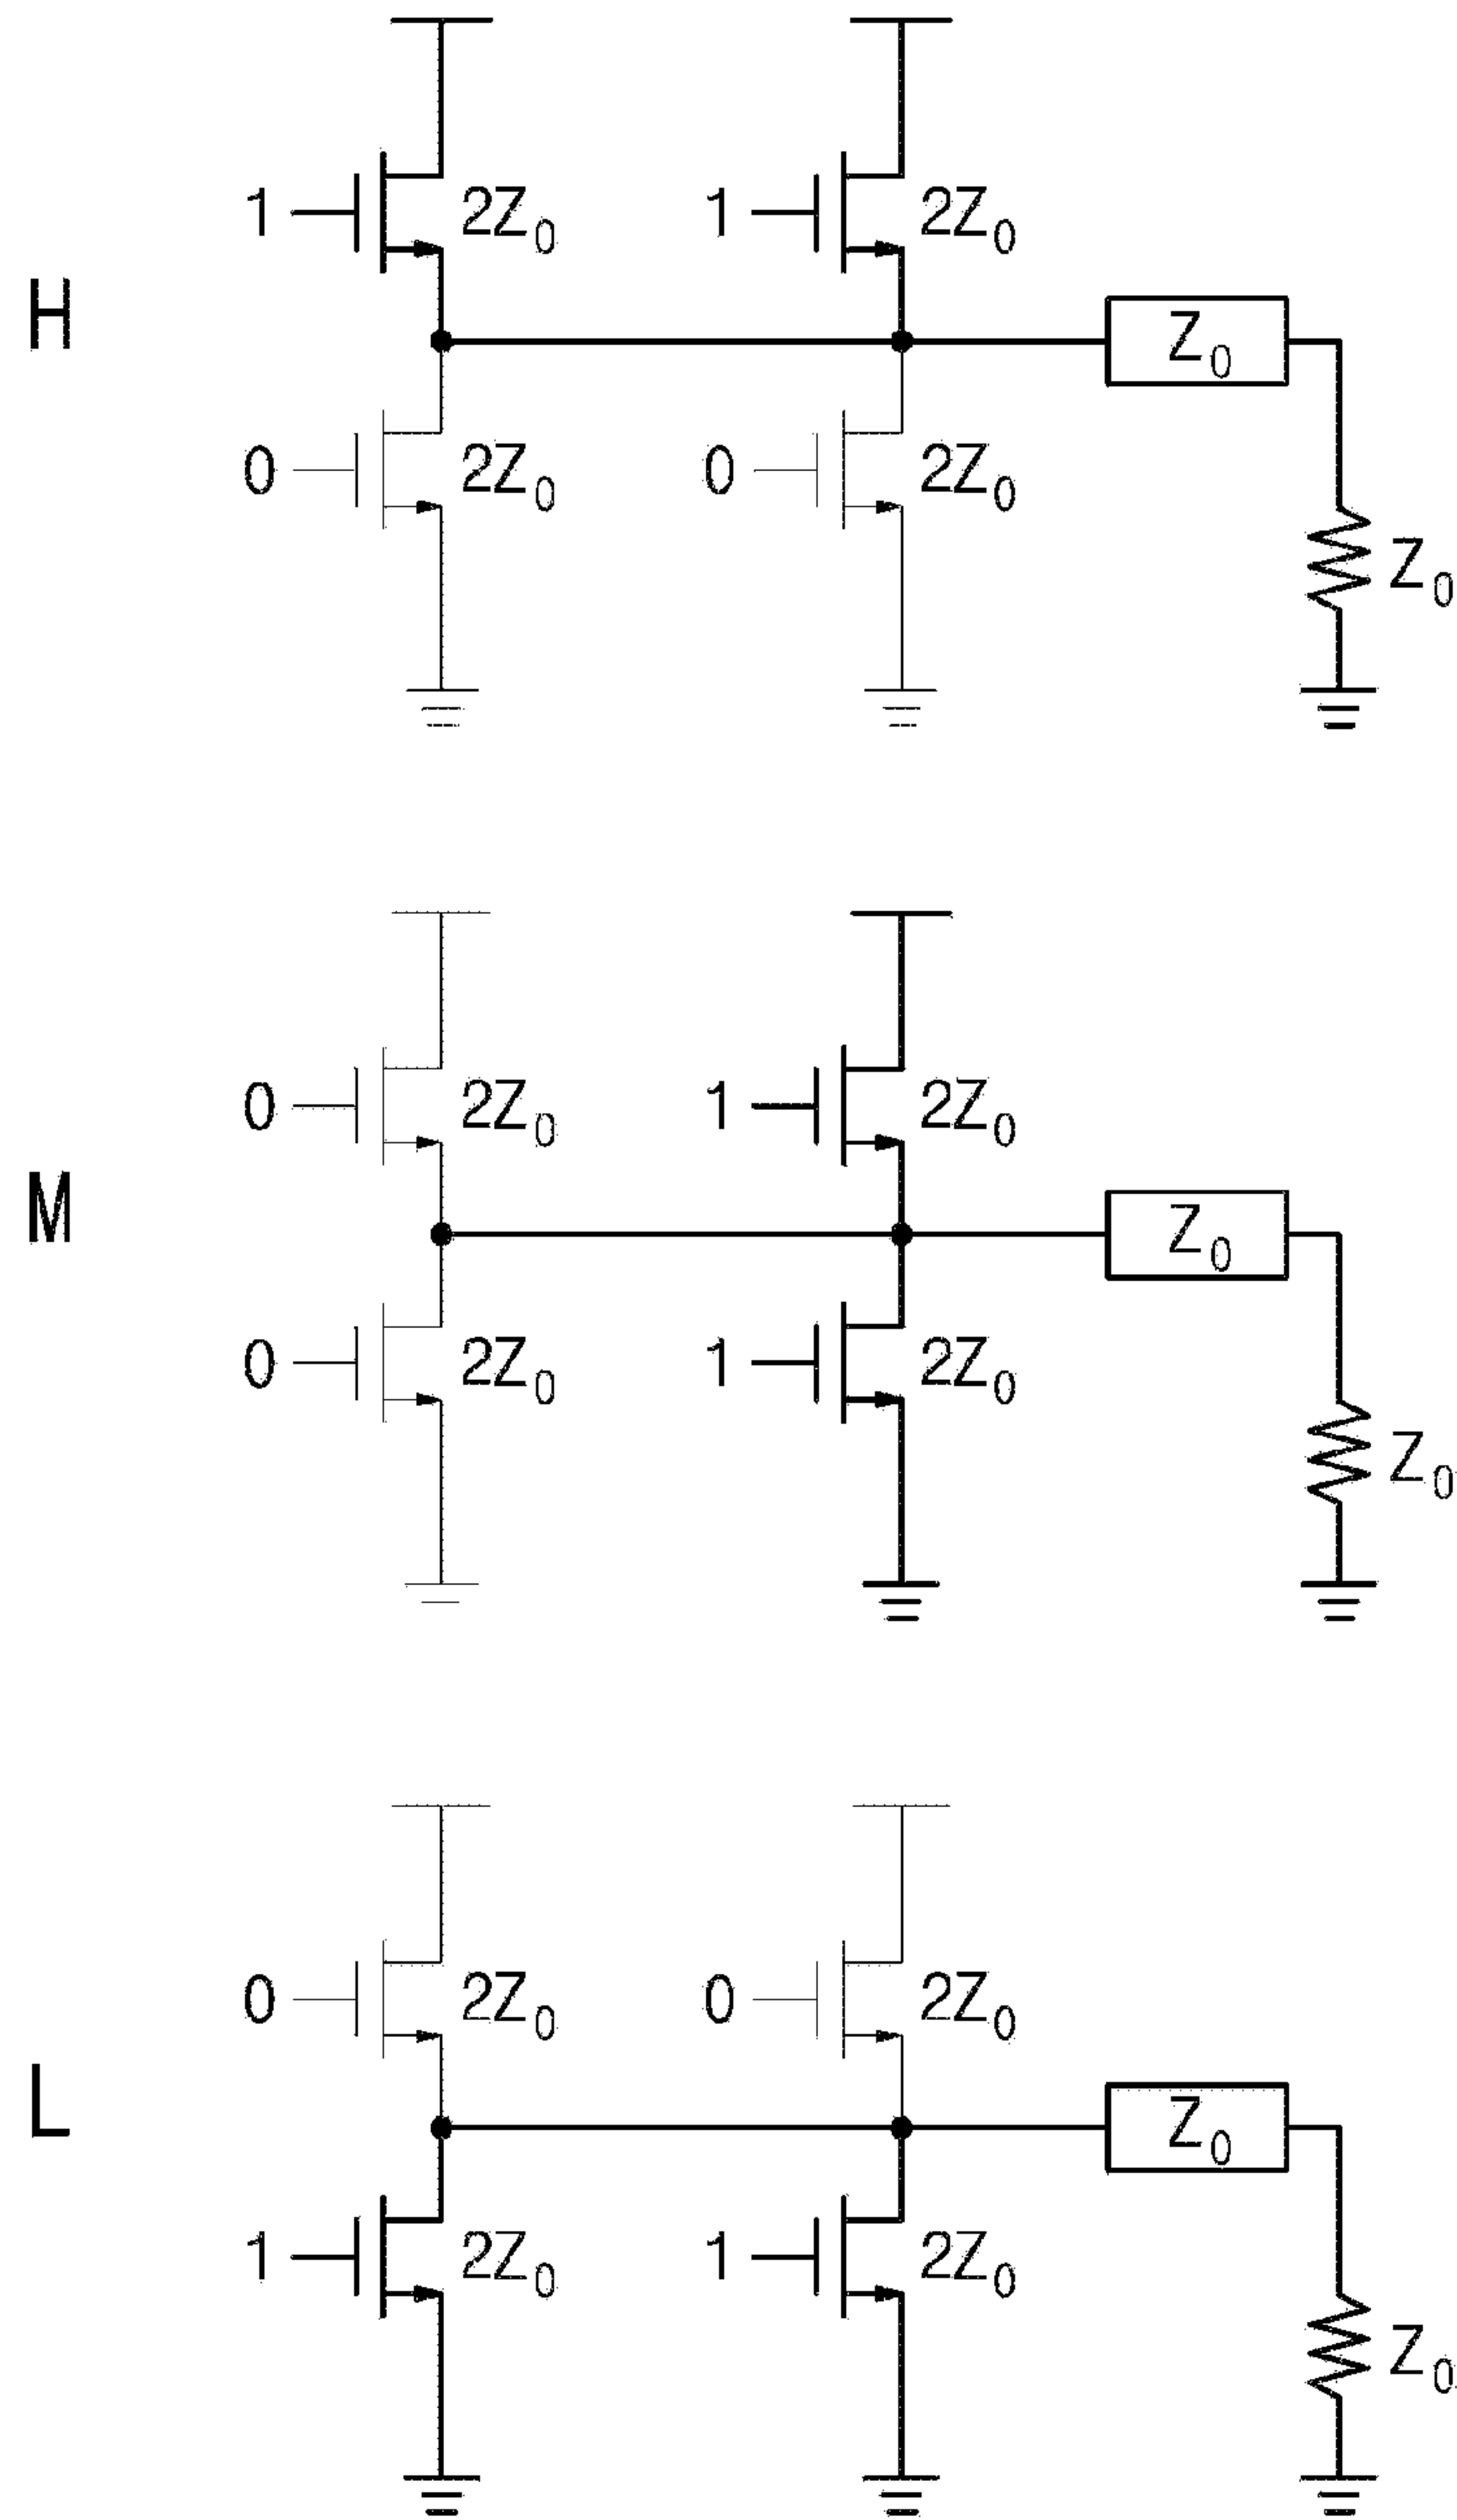 1 2Z₀ 1 2Z₀
H Z₀
0 2Z₀ 0 2Z₀
Z₀
0 2Z₀ 1 2Z₀
M Z₀
0 2Z₀ 1 2Z₀
Z₀
0 2Z₀ 0 2Z₀
L Z₀
1 2Z₀ 1 2Z₀
Z₀